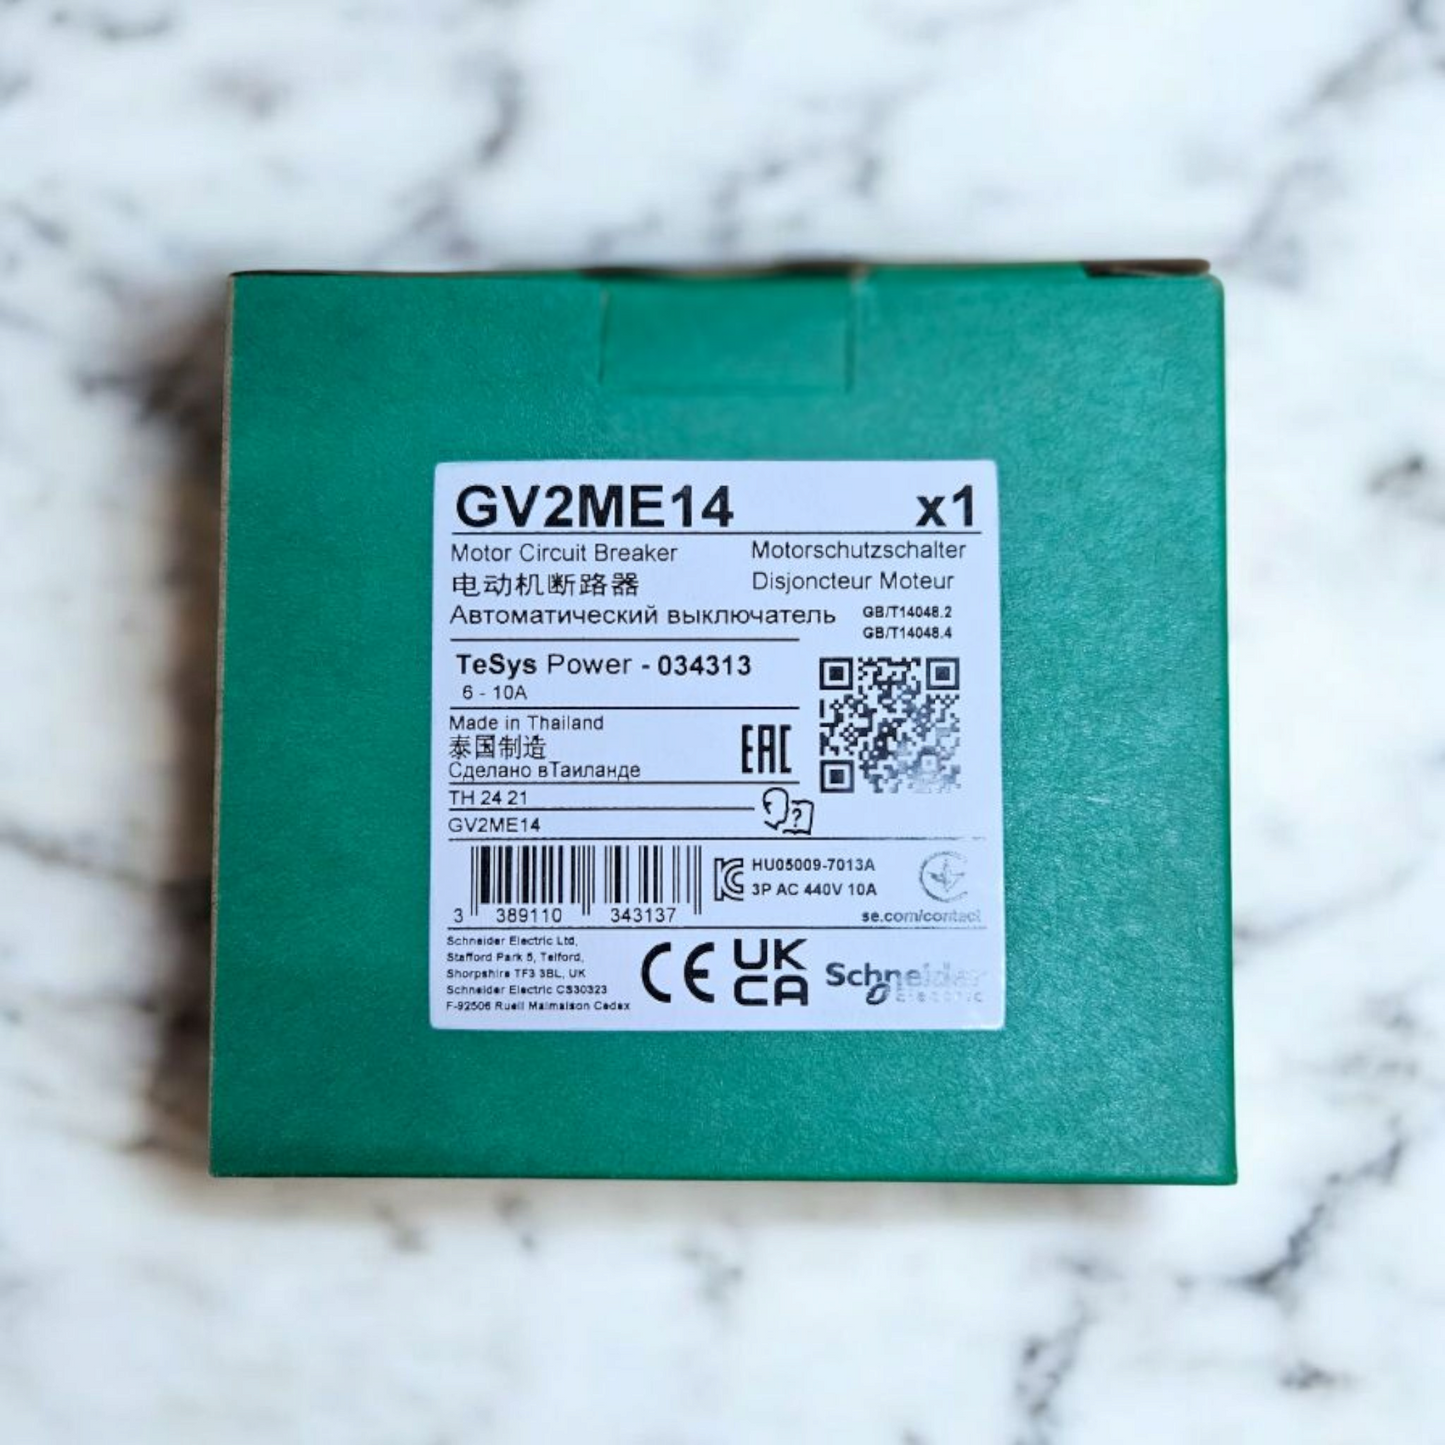 GV2ME14 x1
Motor Circuit Breaker Motorschutzschalter
电动机断路器 Disjoncteur Moteur
Автоматический выключатель GB/T14048.2
GB/T14048.4
TeSys Power - 034313
6 - 10A
Made in Thailand
泰国制造
Сделано вТаиланде
EAC
TH 24 21
GV2ME14
HU05009-7013A
3P AC 440V 10A
3 389110 343137
se.com/contact
Schneider Electric Ltd,
Stafford Park 5, Telford,
Shorpshire TF3 3BL, UK
Schneider Electric CS30323
F-92506 Rueil Malmaison Cedex
CE UK
CA
Schneider
Electric